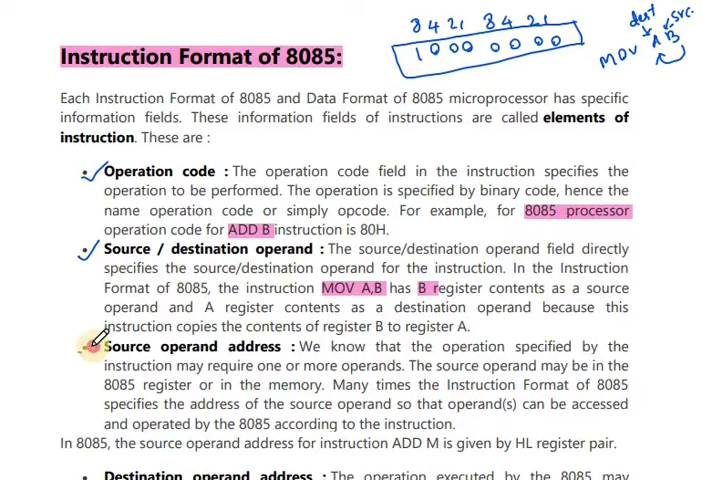 8 4 2 1 8 4 2 1
1 0 0 0 0 0 0 0
dest src.
MOV A B
Instruction Format of 8085:
Each Instruction Format of 8085 and Data Format of 8085 microprocessor has specific
information fields. These information fields of instructions are called elements of
instruction. These are :
• Operation code : The operation code field in the instruction specifies the
operation to be performed. The operation is specified by binary code, hence the
name operation code or simply opcode. For example, for 8085 processor
operation code for ADD B instruction is 80H.
• Source / destination operand : The source/destination operand field directly
specifies the source/destination operand for the instruction. In the Instruction
Format of 8085, the instruction MOV A,B has B register contents as a source
operand and A register contents as a destination operand because this
instruction copies the contents of register B to register A.
• Source operand address : We know that the operation specified by the
instruction may require one or more operands. The source operand may be in the
8085 register or in the memory. Many times the Instruction Format of 8085
specifies the address of the source operand so that operand(s) can be accessed
and operated by the 8085 according to the instruction.
In 8085, the source operand address for instruction ADD M is given by HL register pair.
• Destination operand address : The operation executed by the 8085 may